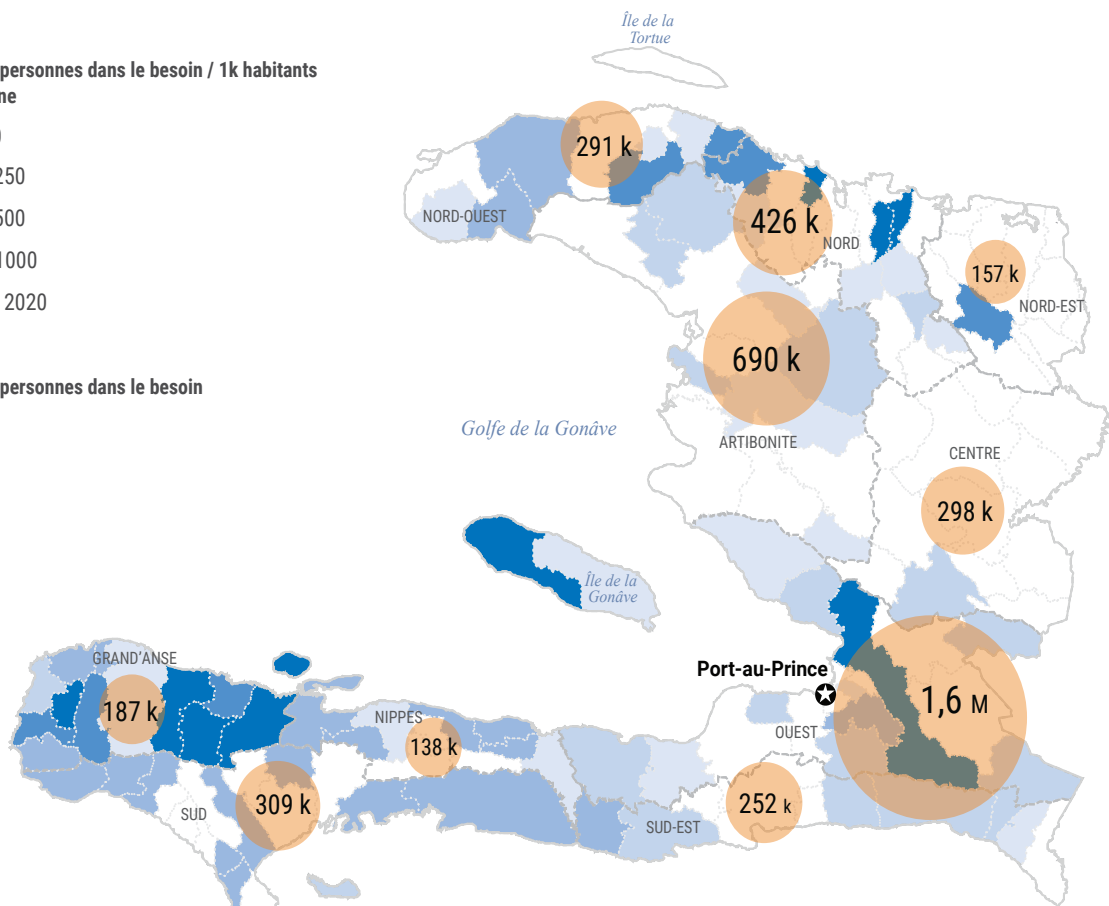 Île de la
Tortue
personnes dans le besoin / 1k habitants
250
500
1000
2020
personnes dans le besoin
291 k
NORD-OUEST
426 k
NORD
157 k
NORD-EST
690 k
Golfe de la Gonâve
ARTIBONITE
CENTRE
298 k
Île de la
Gonâve
GRAND'ANSE
187 k
Port-au-Prince
1,6 M
OUEST
NIPPES
138 k
309 k
SUD
252 k
SUD-EST